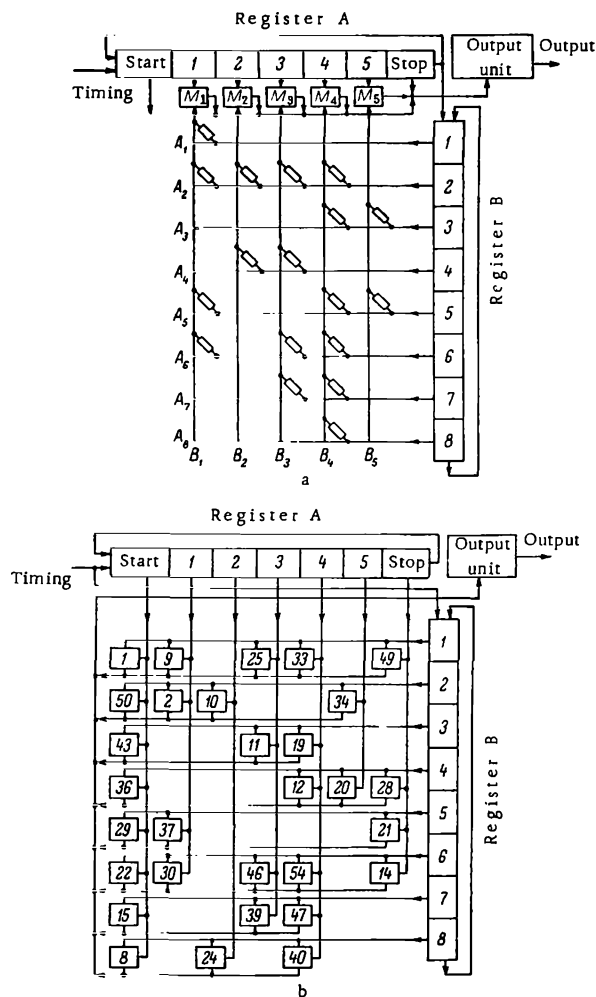 Register A
Start 1 2 3 4 5 Stop
Output unit
Output
Timing
M1 M2 M3 M4 M5
A1
1
A2
2
A3
3
A4
4
A5
5
A6
6
A7
7
A8
8
Register B
B1 B2 B3 B4 B5
a
Register A
Start 1 2 3 4 5 Stop
Output unit
Output
Timing
1 9 25 33 49
1
50 2 10 34
2
43 11 19
3
36 12 20 28
4
29 37 21
5
22 30 46 54 14
6
15 39 47
7
8 24 40
8
Register B
b